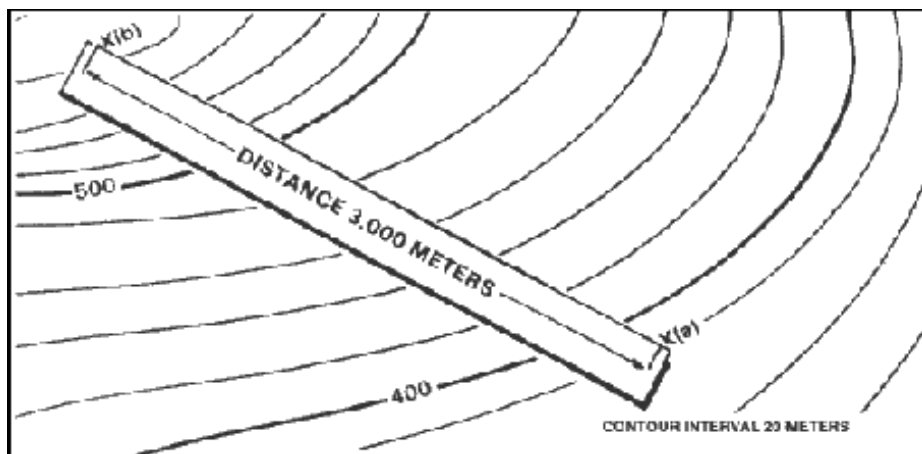 X(b)
500
DISTANCE 3,000 METERS
X(a)
400
CONTOUR INTERVAL 20 METERS